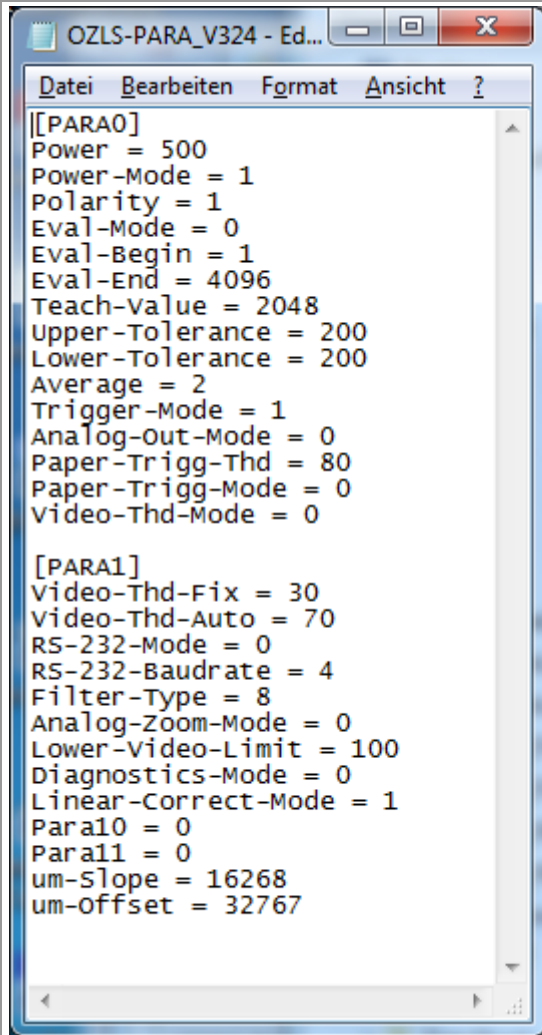 OZLS-PARA_V324 - Ed...
Datei Bearbeiten Format Ansicht ?
[PARA0]
Power = 500
Power-Mode = 1
Polarity = 1
Eval-Mode = 0
Eval-Begin = 1
Eval-End = 4096
Teach-Value = 2048
Upper-Tolerance = 200
Lower-Tolerance = 200
Average = 2
Trigger-Mode = 1
Analog-Out-Mode = 0
Paper-Trigg-Thd = 80
Paper-Trigg-Mode = 0
Video-Thd-Mode = 0
[PARA1]
Video-Thd-Fix = 30
Video-Thd-Auto = 70
RS-232-Mode = 0
RS-232-Baudrate = 4
Filter-Type = 8
Analog-Zoom-Mode = 0
Lower-Video-Limit = 100
Diagnostics-Mode = 0
Linear-Correct-Mode = 1
Para10 = 0
Para11 = 0
um-Slope = 16268
um-Offset = 32767